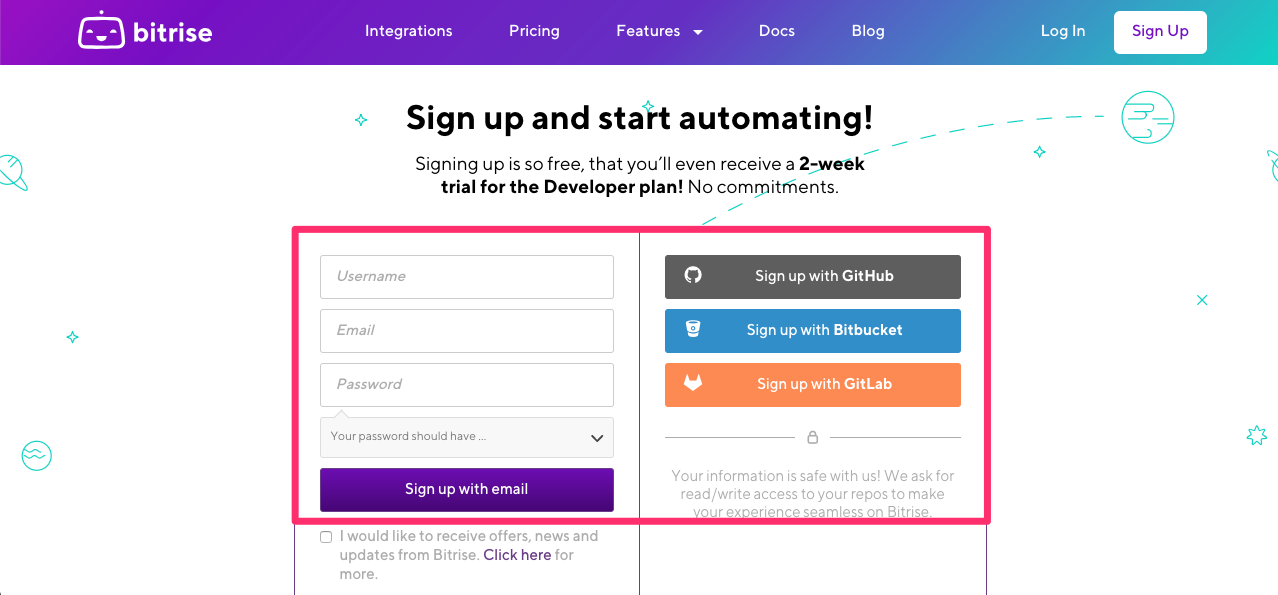 bitrise
Integrations
Pricing
Features
Docs
Blog
Log In
Sign Up
Sign up and start automating!
Signing up is so free, that you’ll even receive a 2-week
trial for the Developer plan! No commitments.
Username
Email
Password
Your password should have ...
Sign up with email
I would like to receive offers, news and
updates from Bitrise. Click here for
more.
Sign up with GitHub
Sign up with Bitbucket
Sign up with GitLab
Your information is safe with us! We ask for
read/write access to your repos to make
your experience seamless on Bitrise.